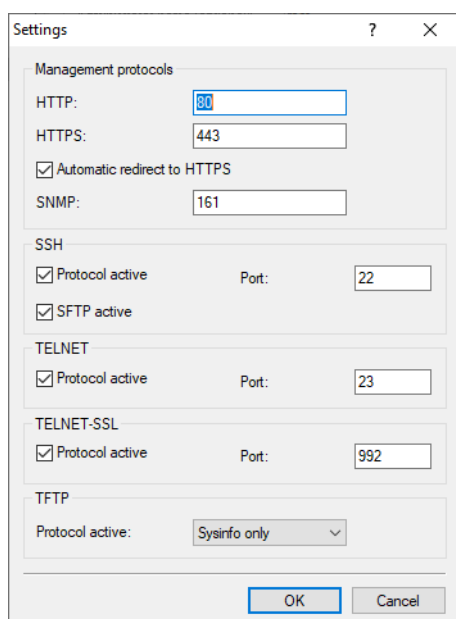 Settings ?
Management protocols
HTTP: 80
HTTPS: 443
Automatic redirect to HTTPS
SNMP: 161
SSH
Protocol active Port: 22
SFTP active
TELNET
Protocol active Port: 23
TELNET-SSL
Protocol active Port: 992
TFTP
Protocol active: Sysinfo only
OK Cancel